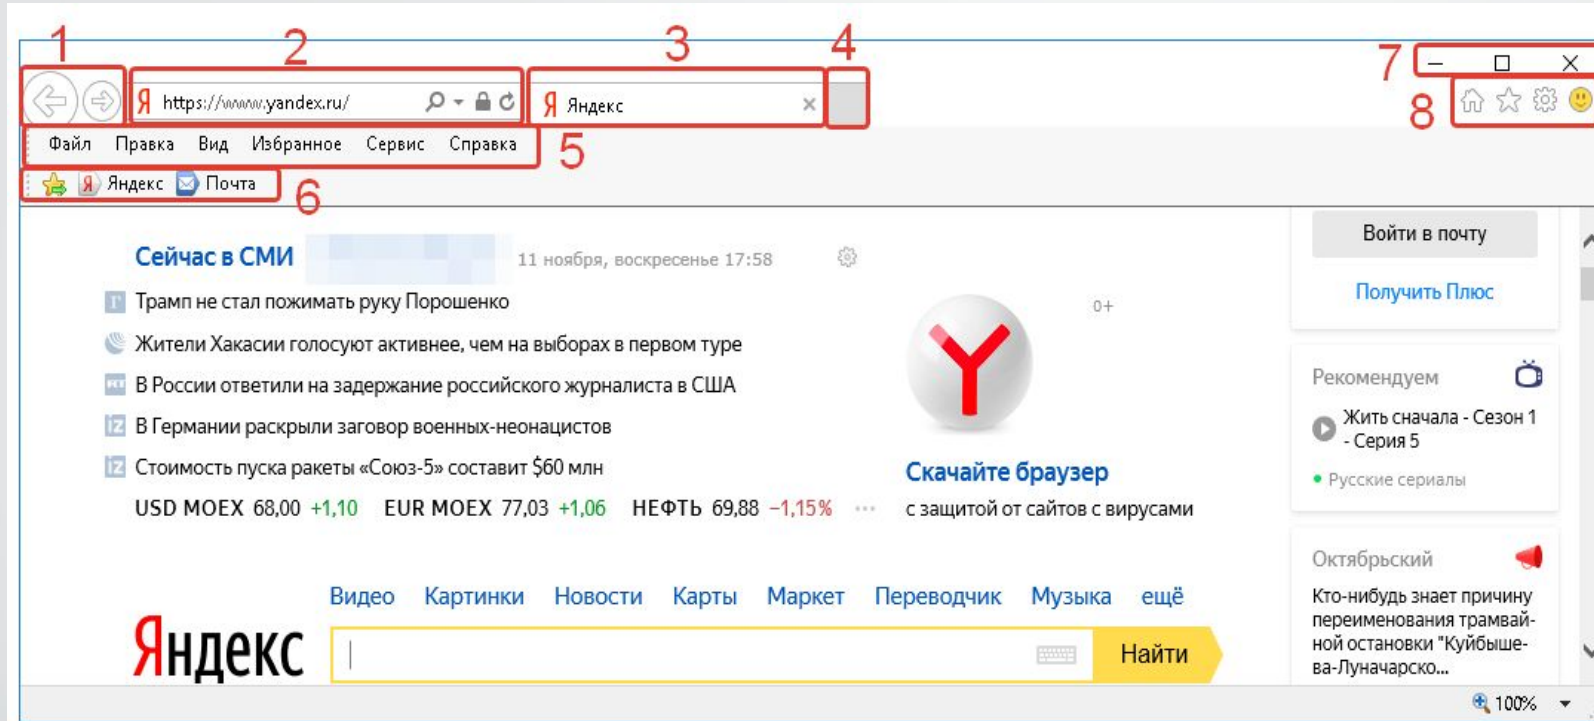 1
2
3
4
7
Я https://www.yandex.ru/
Я Яндекс
8
Файл Правка Вид Избранное Сервис Справка
5
Я Яндекс Почта
6
Сейчас в СМИ
11 ноября, воскресенье 17:58
Войти в почту
Получить Плюс
Г Трамп не стал пожимать руку Порошенко
0+
Жители Хакасии голосуют активнее, чем на выборах в первом туре
RT В России ответили на задержание российского журналиста в США
IZ В Германии раскрыли заговор военных-неонацистов
IZ Стоимость пуска ракеты «Союз-5» составит $60 млн
USD MOEX 68,00 +1,10 EUR MOEX 77,03 +1,06 НЕФТЬ 69,88 −1,15% ...
Y
Скачайте браузер
с защитой от сайтов с вирусами
Рекомендуем
Жить сначала - Сезон 1
- Серия 5
Русские сериалы
Октябрьский
Кто-нибудь знает причину
переименования трамвай-
ной остановки "Куйбыше-
ва-Луначарско...
Видео Картинки Новости Карты Маркет Переводчик Музыка ещё
Яндекс
Найти
100%